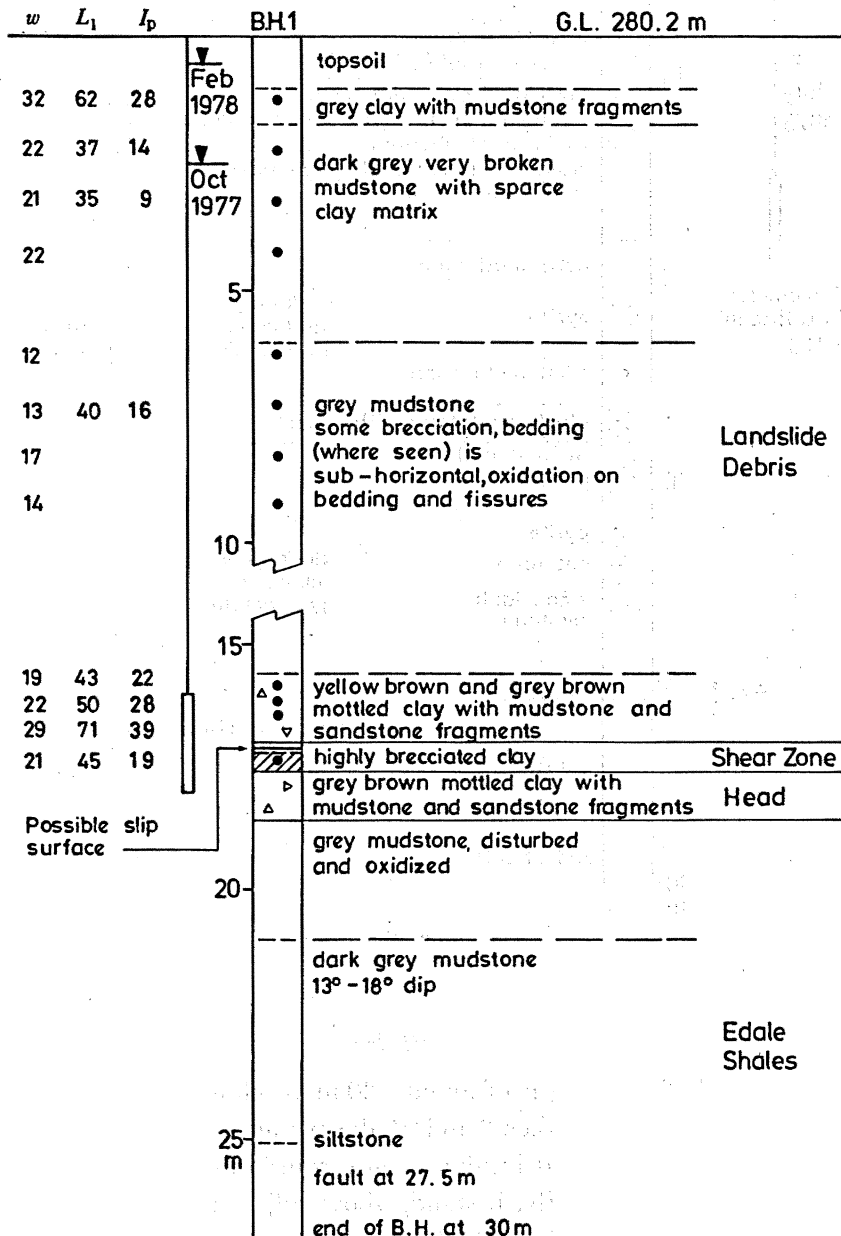 w L₁ Iₚ B.H.1 G.L. 280.2 m
topsoil
Feb
1978
32 62 28
grey clay with mudstone fragments
22 37 14
Oct
1977
dark grey very broken
mudstone with sparce
clay matrix
21 35 9
22
5
12
13 40 16
17
14
grey mudstone
some brecciation, bedding
(where seen) is
sub-horizontal, oxidation on
bedding and fissures
Landslide
Debris
10
15
19 43 22
22 50 28
29 71 39
yellow brown and grey brown
mottled clay with mudstone and
sandstone fragments
21 45 19
highly brecciated clay
Shear Zone
grey brown mottled clay with
mudstone and sandstone fragments
Head
Possible slip
surface
grey mudstone, disturbed
and oxidized
20
dark grey mudstone
13° - 18° dip
Edale
Shales
25
m
siltstone
fault at 27.5 m
end of B.H. at 30 m